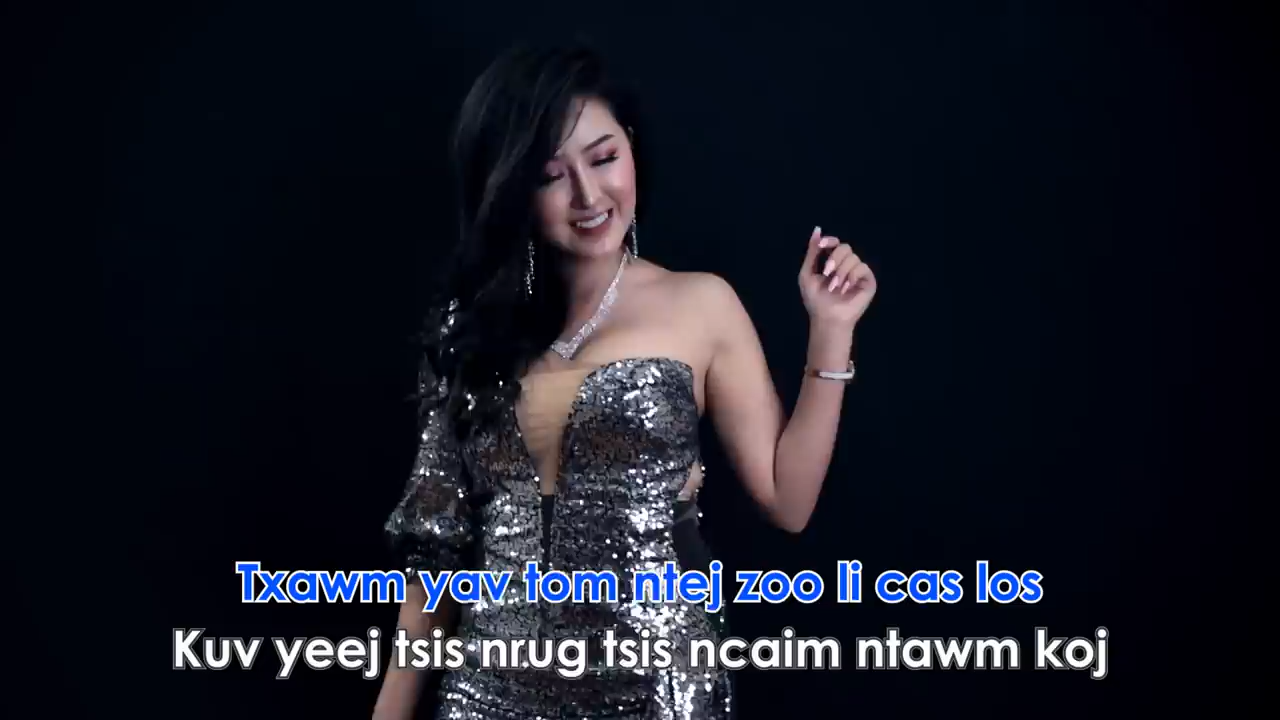 Txawm yav tom ntej zoo li cas los
Kuv yeej tsis nrug tsis ncaim ntawm koj